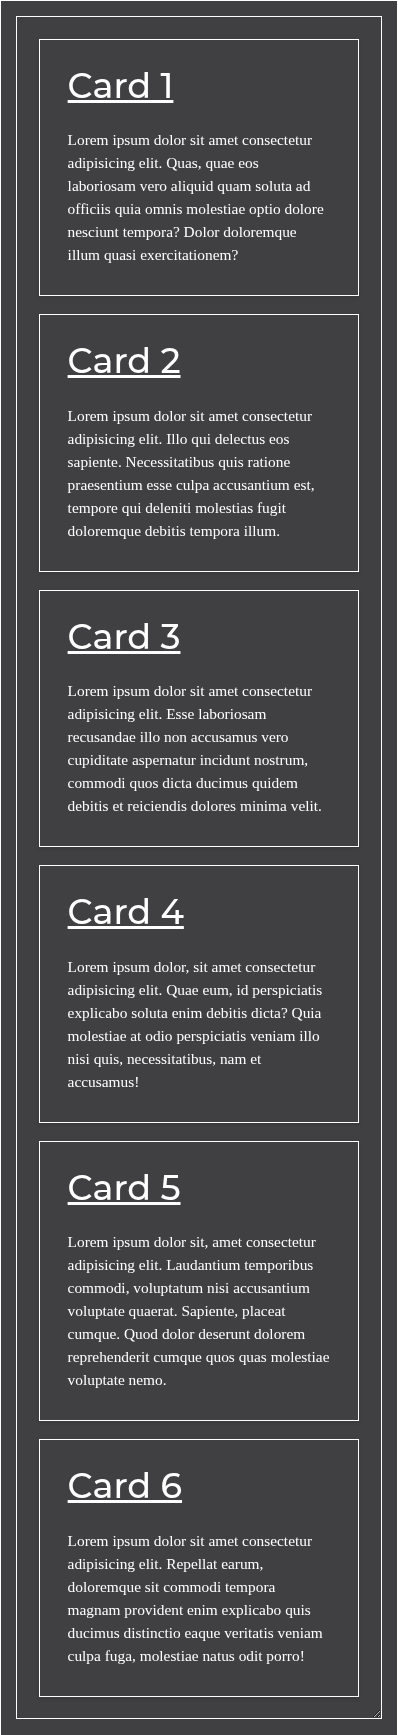 Card 1
Lorem ipsum dolor sit amet consectetur
adipisicing elit. Quas, quae eos
laboriosam vero aliquid quam soluta ad
officiis quia omnis molestiae optio dolore
nesciunt tempora? Dolor doloremque
illum quasi exercitationem?
Card 2
Lorem ipsum dolor sit amet consectetur
adipisicing elit. Illo qui delectus eos
sapiente. Necessitatibus quis ratione
praesentium esse culpa accusantium est,
tempore qui deleniti molestias fugit
doloremque debitis tempora illum.
Card 3
Lorem ipsum dolor sit amet consectetur
adipisicing elit. Esse laboriosam
recusandae illo non accusamus vero
cupiditate aspernatur incidunt nostrum,
commodi quos dicta ducimus quidem
debitis et reiciendis dolores minima velit.
Card 4
Lorem ipsum dolor, sit amet consectetur
adipisicing elit. Quae eum, id perspiciatis
explicabo soluta enim debitis dicta? Quia
molestiae at odio perspiciatis veniam illo
nisi quis, necessitatibus, nam et
accusamus!
Card 5
Lorem ipsum dolor sit, amet consectetur
adipisicing elit. Laudantium temporibus
commodi, voluptatum nisi accusantium
voluptate quaerat. Sapiente, placeat
cumque. Quod dolor deserunt dolorem
reprehenderit cumque quos quas molestiae
voluptate nemo.
Card 6
Lorem ipsum dolor sit amet consectetur
adipisicing elit. Repellat earum,
doloremque sit commodi tempora
magnam provident enim explicabo quis
ducimus distinctio eaque veritatis veniam
culpa fuga, molestiae natus odit porro!